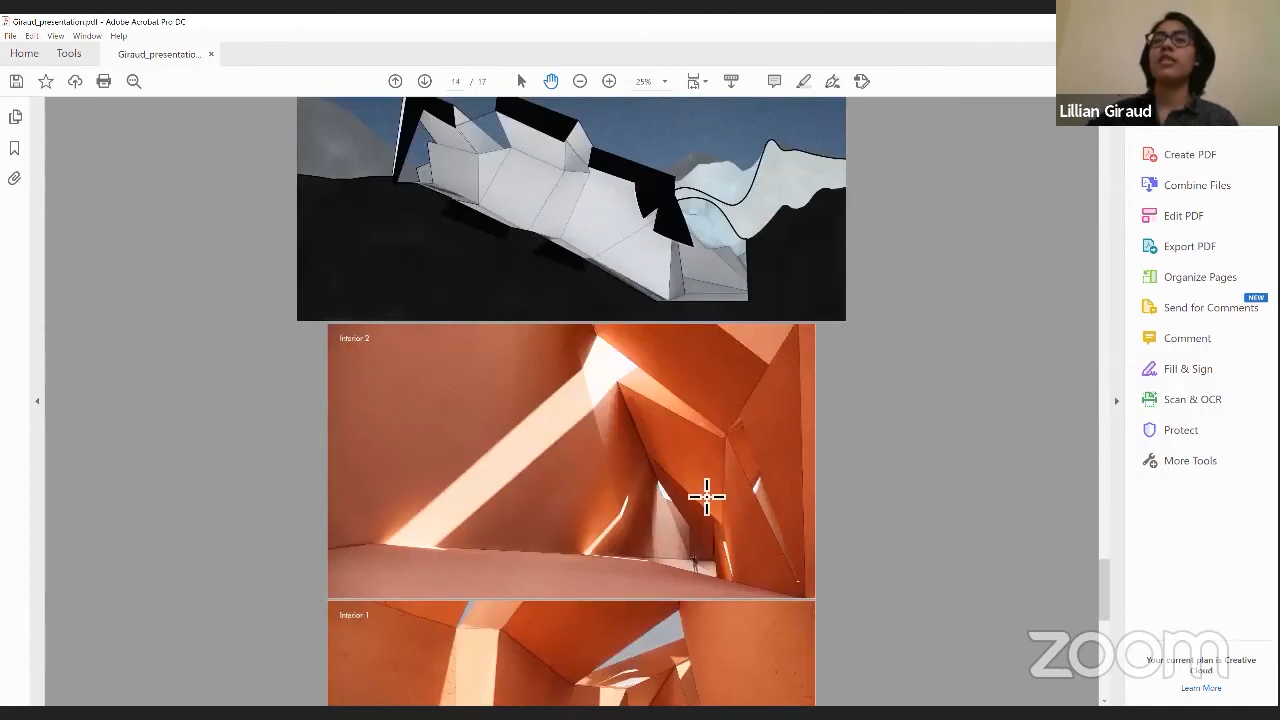 Giraud_presentation.pdf - Adobe Acrobat Pro DC
File Edit View Window Help
Home Tools Giraud_presentatio... ×
14 / 17 25%
Lillian Giraud
Create PDF
Combine Files
Edit PDF
Export PDF
Organize Pages
NEW
Send for Comments
Comment
Fill & Sign
Scan & OCR
Protect
More Tools
Interior 2
Interior 1
zoom
Your current plan is Creative
Cloud
Learn More